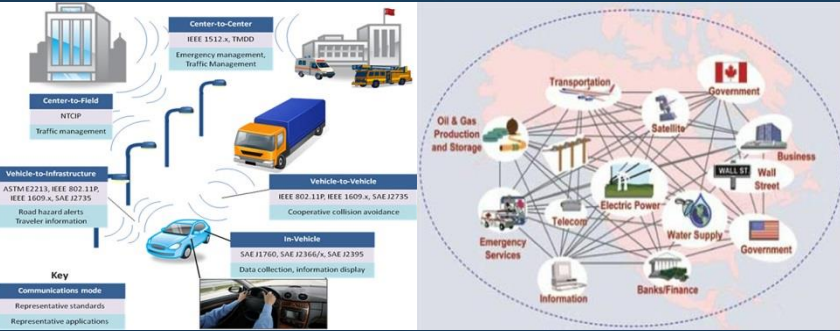 Center-to-Center
IEEE 1512.x, TMDD
Emergency management,
Traffic Management
Center-to-Field
NTCIP
Traffic management
Vehicle-to-Infrastructure
ASTM E2213, IEEE 802.11P,
IEEE 1609.x, SAE J2735
Road hazard alerts
Traveler information
Vehicle-to-Vehicle
IEEE 802.11P, IEEE 1609.x, SAE J2735
Cooperative collision avoidance
In-Vehicle
SAE J1760, SAE J2366/x, SAE J2395
Data collection, information display
Key
Communications mode
Representative standards
Representative applications
Transportation
Government
Oil & Gas
Production
and Storage
Satellite
Business
WALL ST
Wall
Street
Electric Power
Telecom
Water Supply
Emergency
Services
Government
Information
Banks/Finance